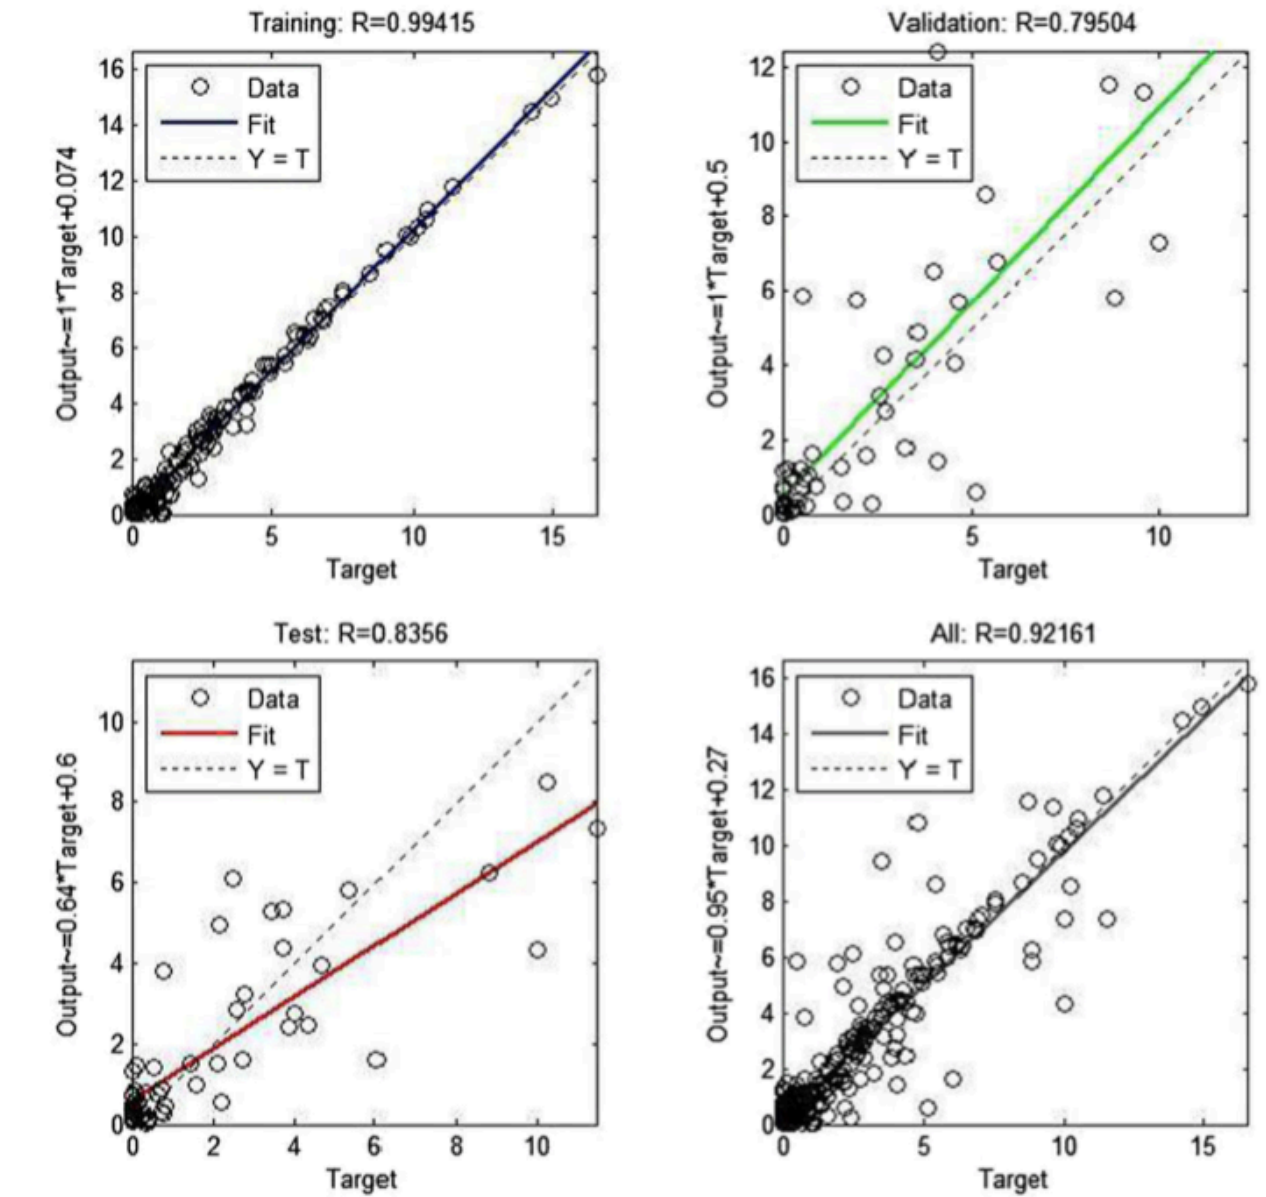 Training: R=0.99415
Data
Fit
Y = T
16
14
12
10
8
6
4
2
0
0 5 10 15
Output~=1*Target+0.074
Target
Validation: R=0.79504
Data
Fit
Y = T
12
10
8
6
4
2
0
0 5 10
Output~=1*Target+0.5
Target
Test: R=0.8356
Data
Fit
Y = T
10
8
6
4
2
0
0 2 4 6 8 10
Output~=0.64*Target+0.6
Target
All: R=0.92161
Data
Fit
Y = T
16
14
12
10
8
6
4
2
0
0 5 10 15
Output~=0.95*Target+0.27
Target